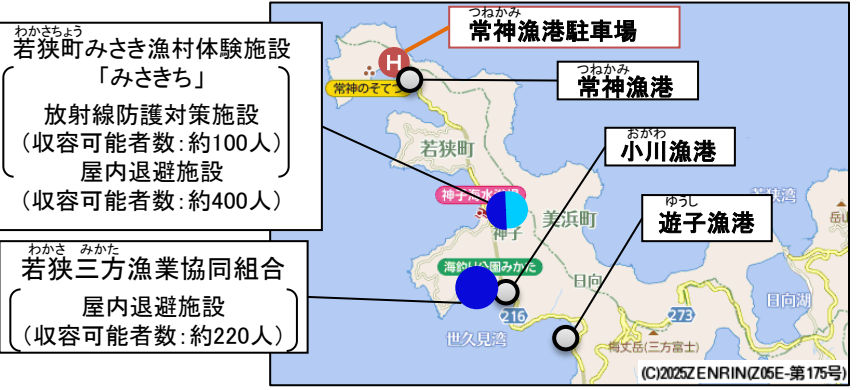 わかさちょう
若狭町みさき漁村体験施設
「みさきち」
放射線防護対策施設
(収容可能者数：約100人)
屋内退避施設
(収容可能者数：約400人)
わかさ みかた
若狭三方漁業協同組合
屋内退避施設
(収容可能者数：約220人)
つねかみ
常神漁港駐車場
H
常神のそてつ
つねかみ
常神漁港
おがわ
小川漁港
若狭町
神子
美浜町
ゆうし
遊子漁港
海釣り公園みかた
日向
216
273
日向湖
世久見湾
梅丈岳(三方富士)
(C)2025ZENRIN(Z05E-第175号)